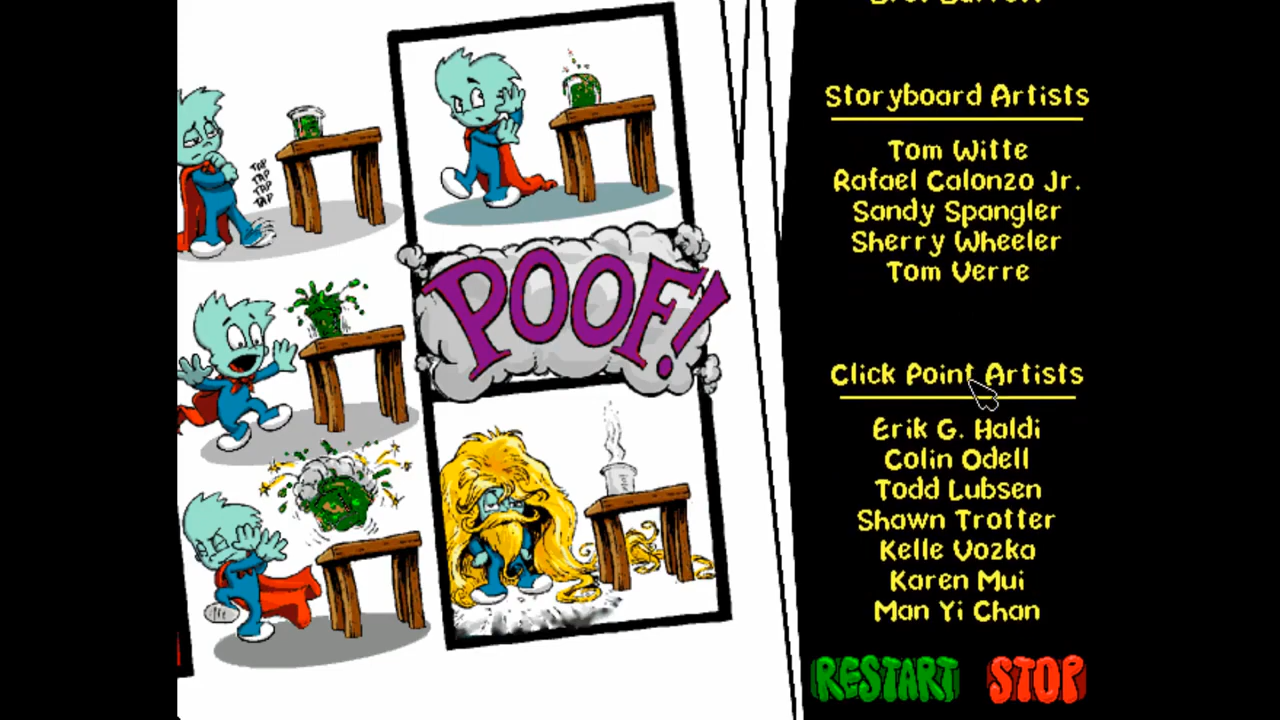 TAP
TAP
TAP
TAP
POOF!
Storyboard Artists
Tom Witte
Rafael Calonzo Jr.
Sandy Spangler
Sherry Wheeler
Tom Verre
Click Point Artists
Erik G. Haldi
Colin Odell
Todd Lubsen
Shawn Trotter
Kelle Vozka
Karen Mui
Man Yi Chan
RESTART STOP